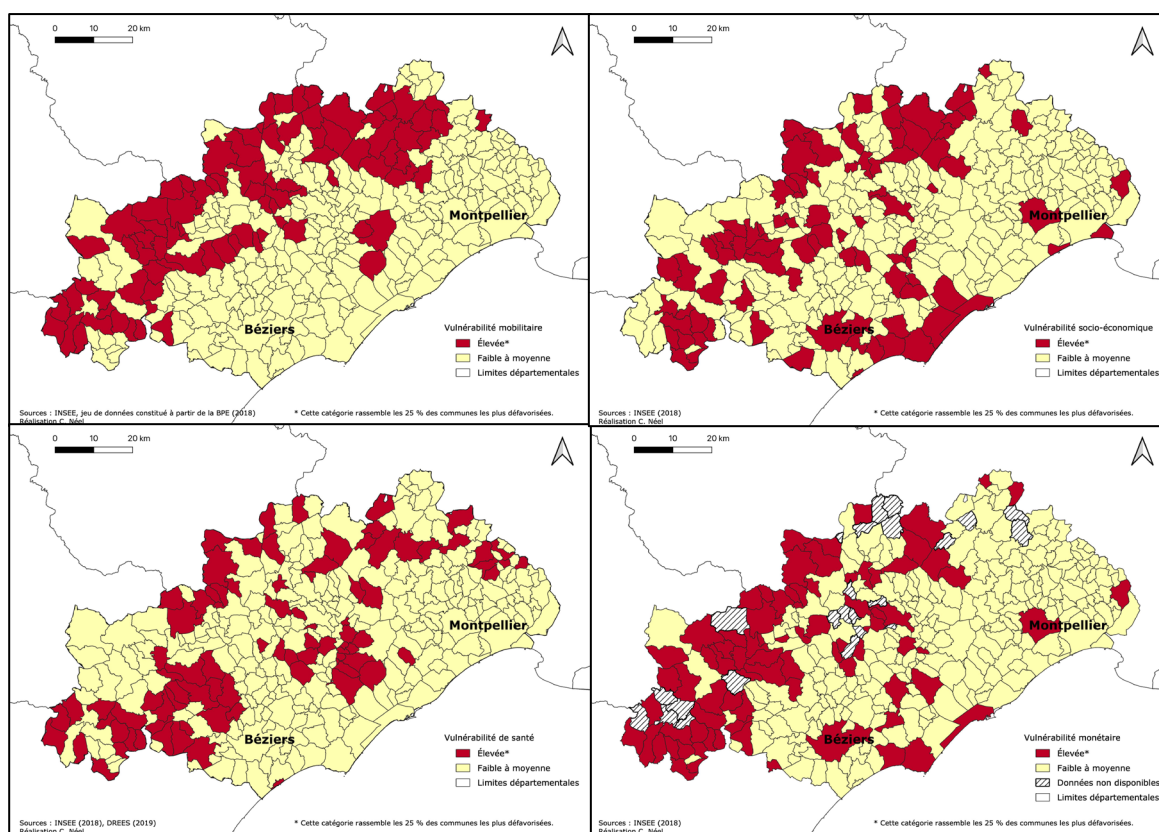 0 10 20 km
Montpellier
Béziers
Vulnérabilité mobilitaire
Élevée*
Faible à moyenne
Limites départementales
Sources : INSEE, jeu de données constitué à partir de la BPE (2018)
* Cette catégorie rassemble les 25 % des communes les plus défavorisées.
Réalisation C. Néel
0 10 20 km
Montpellier
Béziers
Vulnérabilité socio-économique
Élevée*
Faible à moyenne
Limites départementales
Sources : INSEE (2018)
* Cette catégorie rassemble les 25 % des communes les plus défavorisées.
Réalisation C. Néel
0 10 20 km
Montpellier
Béziers
Vulnérabilité de santé
Élevée*
Faible à moyenne
Limites départementales
Sources : INSEE (2018), DREES (2019)
* Cette catégorie rassemble les 25 % des communes les plus défavorisées.
Réalisation C. Néel
0 10 20 km
Montpellier
Béziers
Vulnérabilité monétaire
Élevée*
Faible à moyenne
Données non disponibles
Limites départementales
Sources : INSEE (2018)
* Cette catégorie rassemble les 25 % des communes les plus défavorisées.
Réalisation C. Néel